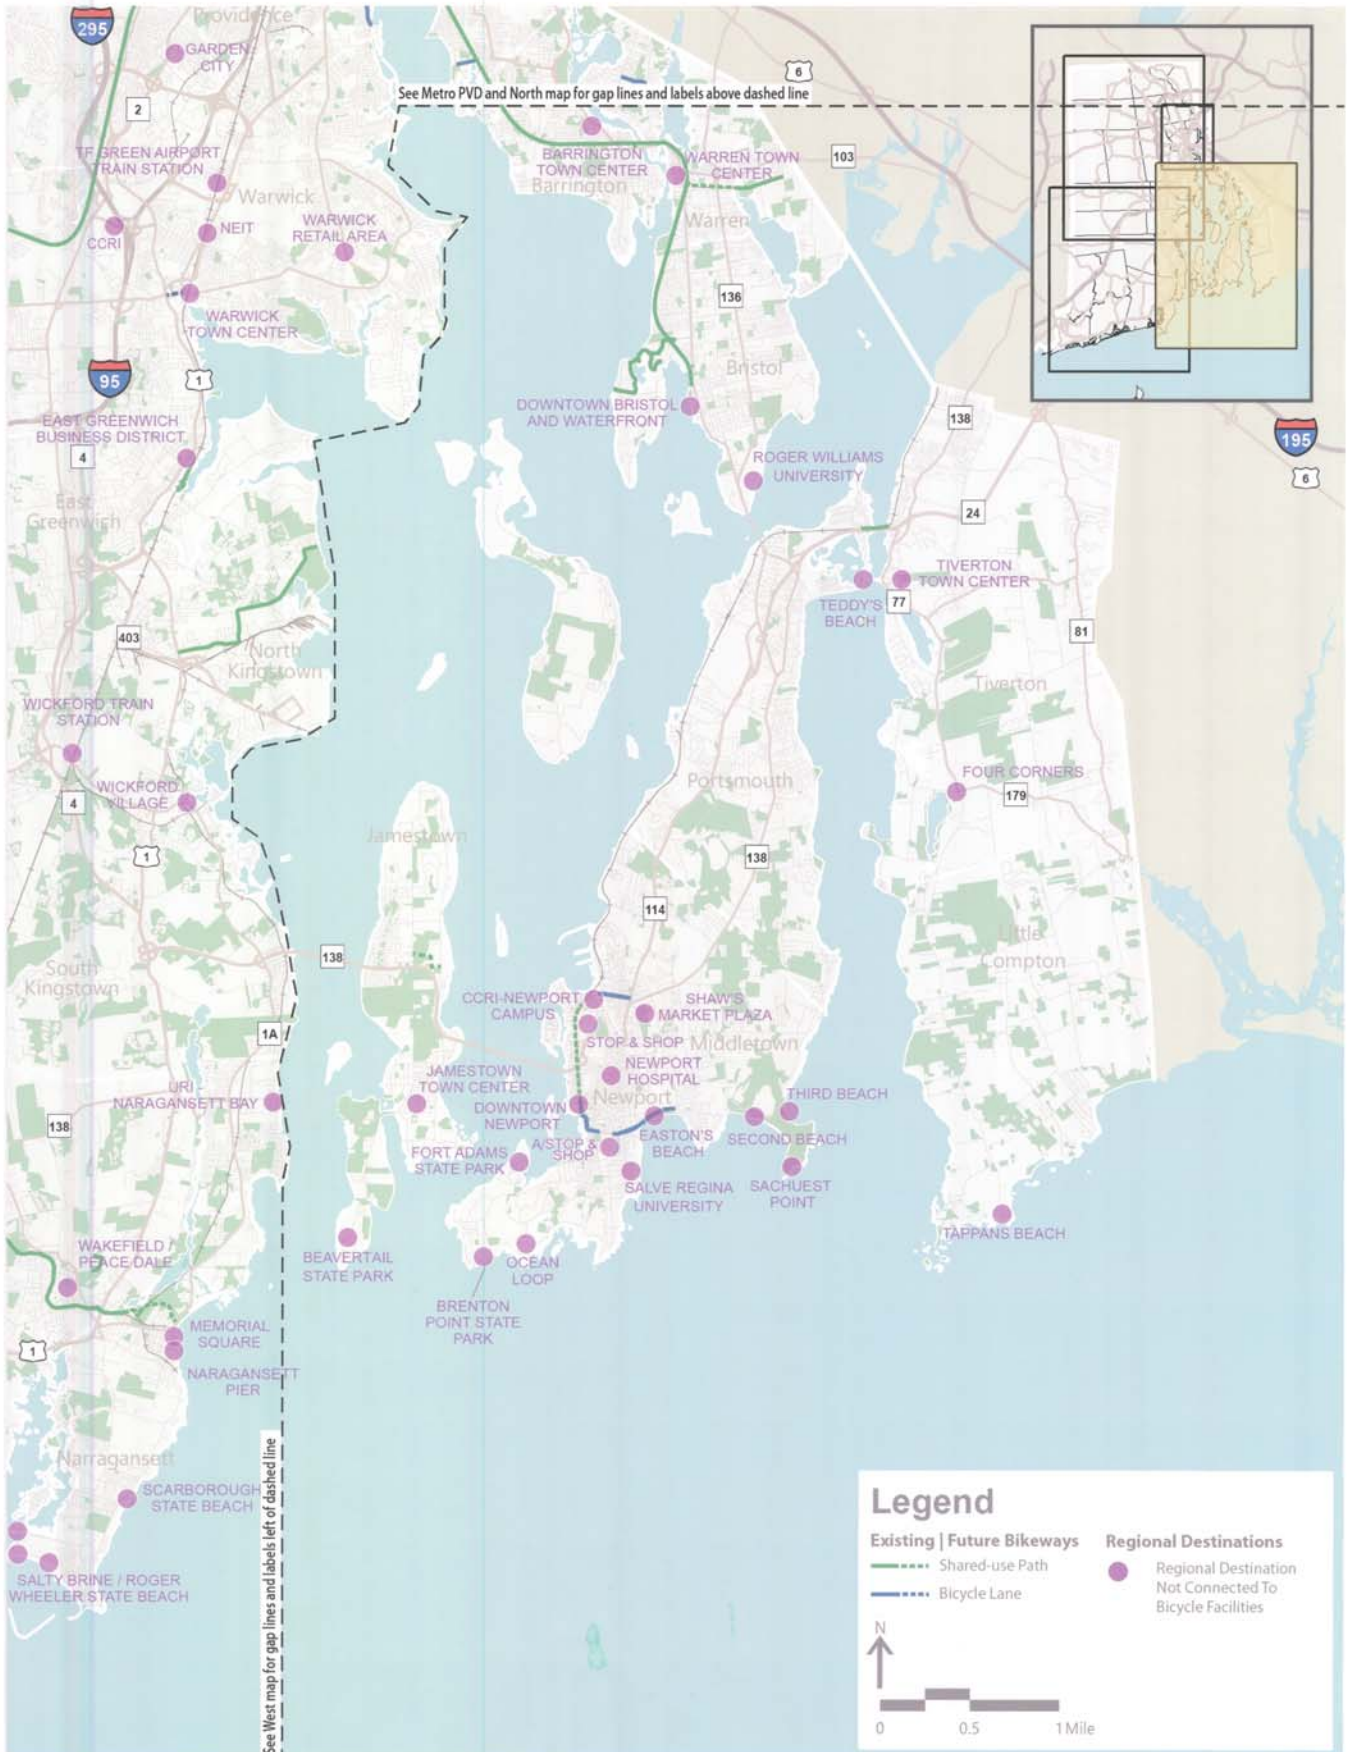 Providence
295
GARDEN
CITY
6
See Metro PVD and North map for gap lines and labels above dashed line
2
TF GREEN AIRPORT
TRAIN STATION
Warwick
BARRINGTON
TOWN CENTER
Barrington
WARREN TOWN
CENTER
103
Warren
CCRI
NEIT
WARWICK
RETAIL AREA
136
WARWICK
TOWN CENTER
95
1
Bristol
DOWNTOWN BRISTOL
AND WATERFRONT
138
195
6
EAST GREENWICH
BUSINESS DISTRICT
4
ROGER WILLIAMS
UNIVERSITY
East
Greenwich
24
TIVERTON
TOWN CENTER
TEDDY'S
BEACH
77
81
403
North
Kingstown
Tiverton
WICKFORD TRAIN
STATION
WICKFORD
VILLAGE
4
1
Portsmouth
FOUR CORNERS
179
Jamestown
138
114
Little
Compton
138
South
Kingstown
1A
CCRI-NEWPORT
CAMPUS
SHAW'S
MARKET PLAZA
STOP & SHOP
Middletown
NEWPORT
HOSPITAL
Newport
URI -
NARAGANSETT BAY
138
JAMESTOWN
TOWN CENTER
DOWNTOWN
NEWPORT
THIRD BEACH
EASTON'S
BEACH
SECOND BEACH
FORT ADAMS
STATE PARK
A/STOP &
SHOP
SALVE REGINA
UNIVERSITY
SACHUEST
POINT
TAPPANS BEACH
WAKEFIELD /
PEACE DALE
BEAVERTAIL
STATE PARK
OCEAN
LOOP
BRENTON
POINT STATE
PARK
MEMORIAL
SQUARE
1
NARAGANSETT
PIER
Narragansett
SCARBOROUGH
STATE BEACH
SALTY BRINE / ROGER
WHEELER STATE BEACH
See West map for gap lines and labels left of dashed line
Legend
Existing | Future Bikeways
Shared-use Path
Bicycle Lane
Regional Destinations
Regional Destination
Not Connected To
Bicycle Facilities
N
0
0.5
1 Mile